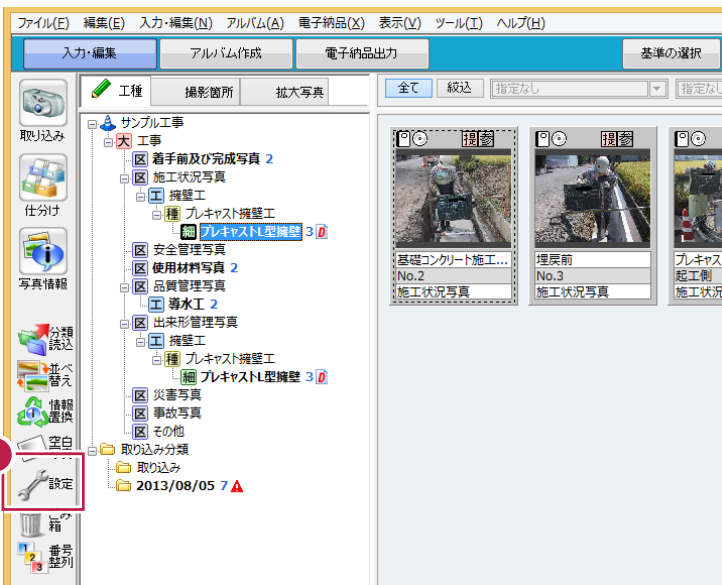 ファイル(F) 編集(E) 入力・編集(N) アルバム(A) 電子納品(X) 表示(V) ツール(T) ヘルプ(H)
入力・編集 アルバム作成 電子納品出力 基準の選択
取り込み
仕分け
写真情報
分類
読込
並べ
替え
情報
置換
空白
設定
箱
番号
整列
工種 撮影箇所 拡大写真
サンプル工事
大 工事
区 着手前及び完成写真 2
区 施工状況写真
工 擁壁工
種 プレキャスト擁壁工
細 プレキャストL型擁壁 3 D
区 安全管理写真
区 使用材料写真 2
区 品質管理写真
工 導水工 2
区 出来形管理写真
工 擁壁工
種 プレキャスト擁壁工
細 プレキャストL型擁壁 3 D
区 災害写真
区 事故写真
区 その他
取り込み分類
取り込み
2013/08/05 7
全て 絞込 指定なし 指定なし
P 提 参
基礎コンクリート施工...
No.2
施工状況写真
P 提 参
埋戻前
No.3
施工状況写真
P
プレキャス
起工側
施工状況